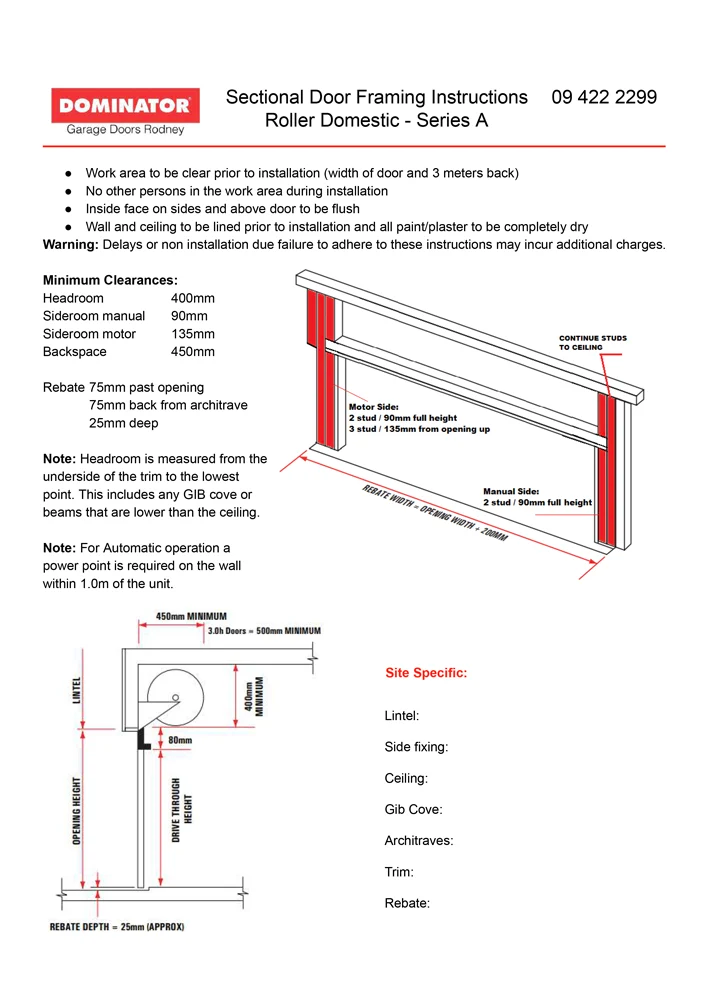 DOMINATOR®
Garage Doors Rodney
Sectional Door Framing Instructions 09 422 2299
Roller Domestic - Series A
● Work area to be clear prior to installation (width of door and 3 meters back)
● No other persons in the work area during installation
● Inside face on sides and above door to be flush
● Wall and ceiling to be lined prior to installation and all paint/plaster to be completely dry
Warning: Delays or non installation due failure to adhere to these instructions may incur additional charges.
Minimum Clearances:
Headroom 400mm
Sideroom manual 90mm
Sideroom motor 135mm
Backspace 450mm
Rebate 75mm past opening
75mm back from architrave
25mm deep
Note: Headroom is measured from the
underside of the trim to the lowest
point. This includes any GIB cove or
beams that are lower than the ceiling.
Note: For Automatic operation a
power point is required on the wall
within 1.0m of the unit.
CONTINUE STUDS
TO CEILING
Motor Side:
2 stud / 90mm full height
3 stud / 135mm from opening up
Manual Side:
2 stud / 90mm full height
REBATE WIDTH = OPENING WIDTH + 200MM
450mm MINIMUM
3.0h Doors = 500mm MINIMUM
LINTEL
400mm
MINIMUM
80mm
OPENING HEIGHT
DRIVE THROUGH
HEIGHT
REBATE DEPTH = 25mm (APPROX)
Site Specific:
Lintel:
Side fixing:
Ceiling:
Gib Cove:
Architraves:
Trim:
Rebate: